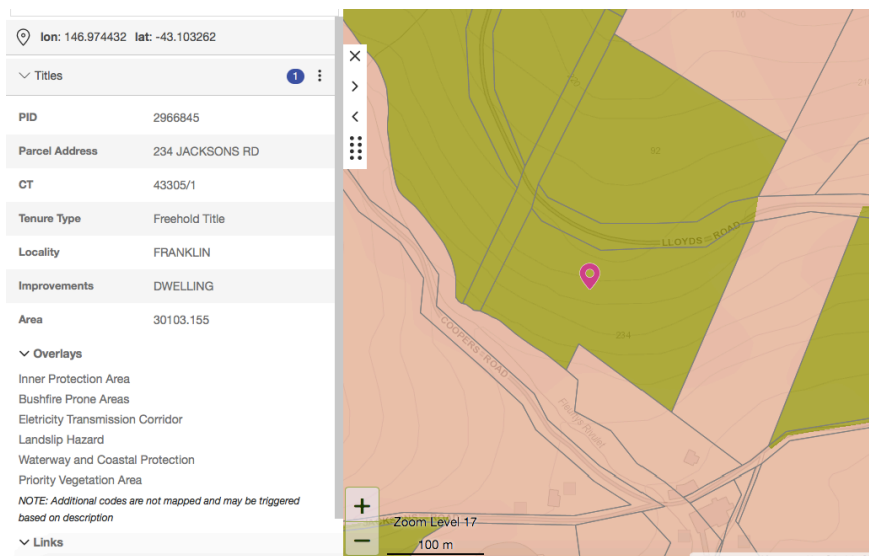 lon: 146.974432 lat: -43.103262
Titles 1
PID 2966845
Parcel Address 234 JACKSONS RD
CT 43305/1
Tenure Type Freehold Title
Locality FRANKLIN
Improvements DWELLING
Area 30103.155
Overlays
Inner Protection Area
Bushfire Prone Areas
Eletricity Transmission Corridor
Landslip Hazard
Waterway and Coastal Protection
Priority Vegetation Area
NOTE: Additional codes are not mapped and may be triggered
based on description
Links
100
92
LLOYDS ROAD
234
COOPERS ROAD
Rivulet
ROAD
+
Zoom Level 17
−
100 m